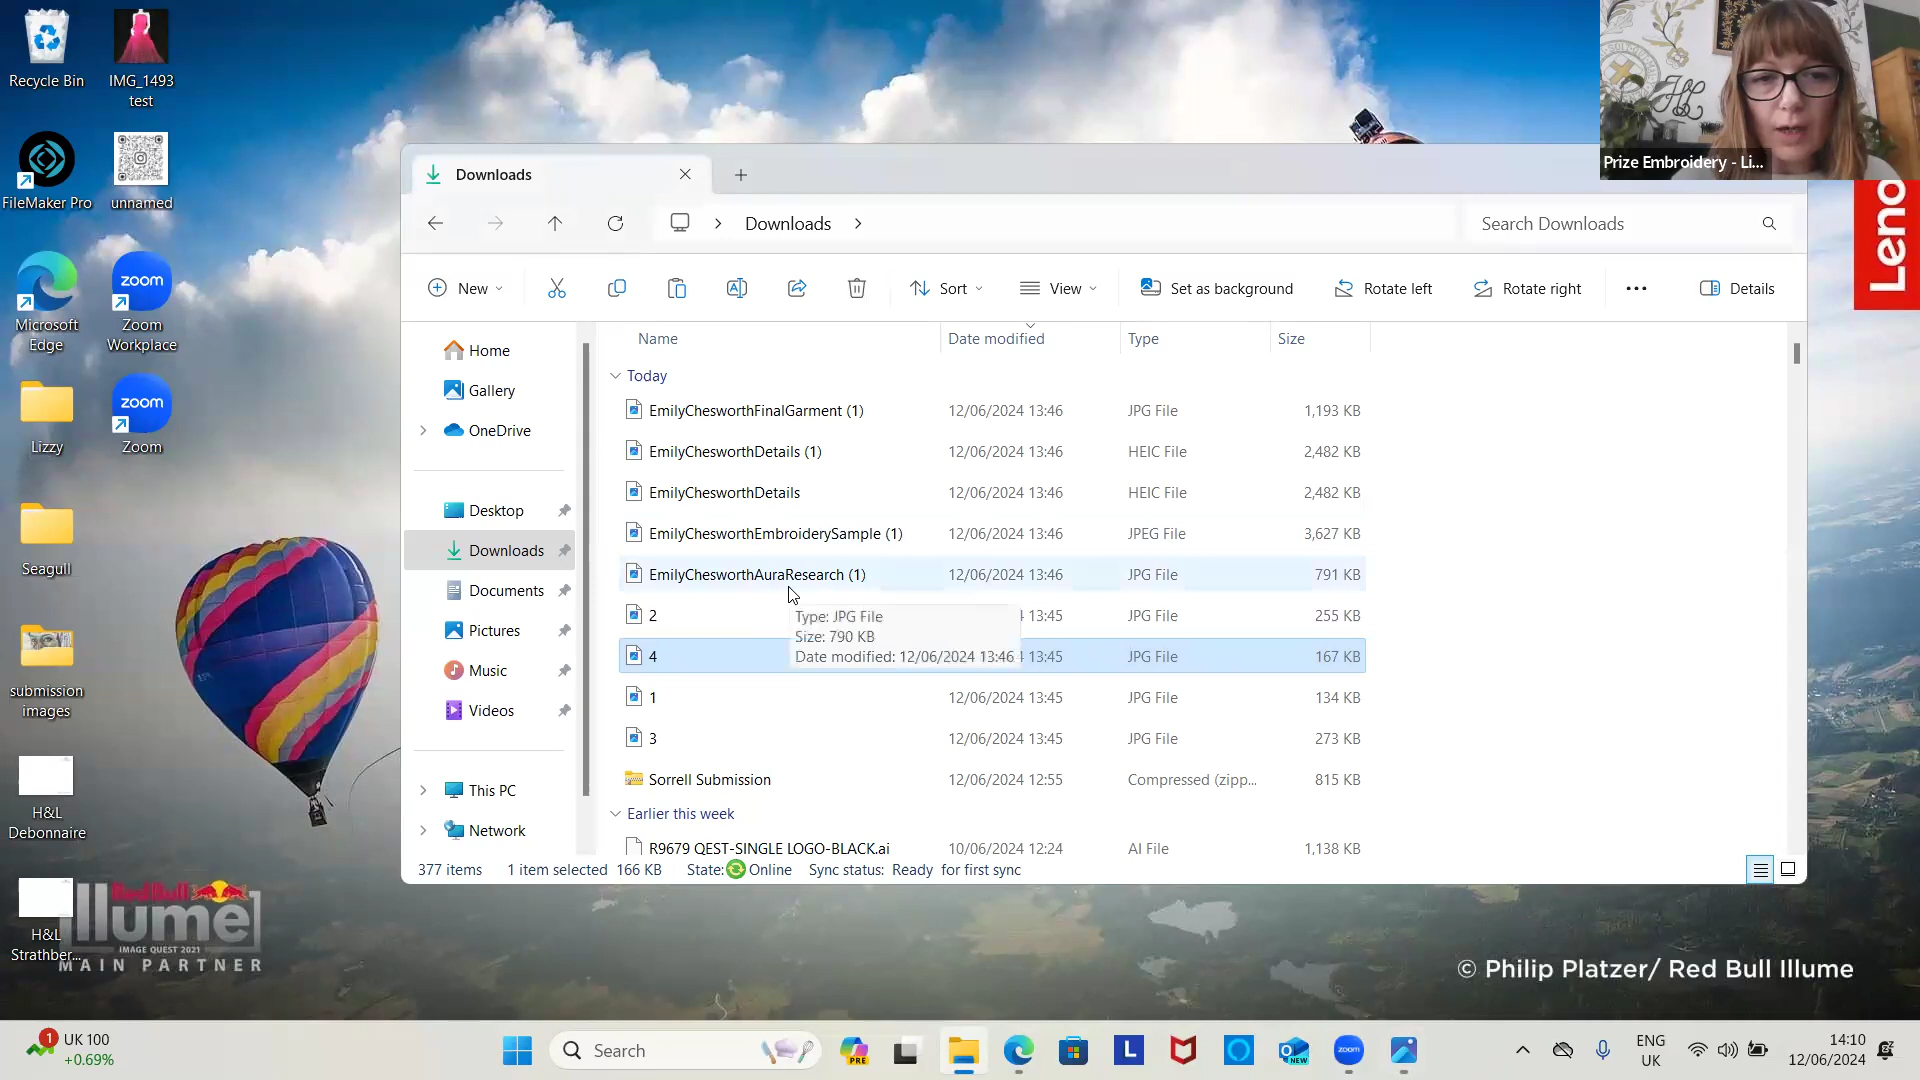 Recycle Bin
IMG_1493
test
FileMaker Pro
unnamed
Microsoft
Edge
zoom
Zoom
Workplace
Lizzy
zoom
Zoom
Seagull
submission
images
H&L
Debonnaire
H&L
Strathber...
Red Bull
Illume
IMAGE QUEST 2021
MAIN PARTNER
Prize Embroidery - Li...
Leno
Downloads
Downloads
Search Downloads
New
Sort
View
Set as background
Rotate left
Rotate right
Details
Home
Gallery
OneDrive
Desktop
Downloads
Documents
Pictures
Music
Videos
This PC
Network
Name Date modified Type Size
Today
EmilyChesworthFinalGarment (1) 12/06/2024 13:46 JPG File 1,193 KB
EmilyChesworthDetails (1) 12/06/2024 13:46 HEIC File 2,482 KB
EmilyChesworthDetails 12/06/2024 13:46 HEIC File 2,482 KB
EmilyChesworthEmbroiderySample (1) 12/06/2024 13:46 JPEG File 3,627 KB
EmilyChesworthAuraResearch (1) 12/06/2024 13:46 JPG File 791 KB
2 13:45 JPG File 255 KB
4 13:45 JPG File 167 KB
Type: JPG File
Size: 790 KB
Date modified: 12/06/2024 13:46
1 12/06/2024 13:45 JPG File 134 KB
3 12/06/2024 13:45 JPG File 273 KB
Sorrell Submission 12/06/2024 12:55 Compressed (zipp... 815 KB
Earlier this week
R9679 QEST-SINGLE LOGO-BLACK.ai 10/06/2024 12:24 AI File 1,138 KB
377 items 1 item selected 166 KB State: Online Sync status: Ready for first sync
© Philip Platzer/ Red Bull Illume
1
UK 100
+0.69%
Search
PRE
L
NEW
zoom
ENG
UK
14:10
12/06/2024